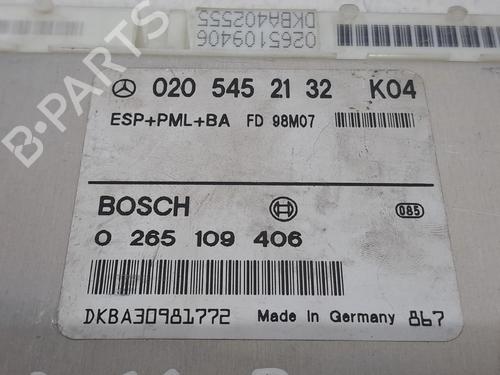 0265109406
DKBA402555
020 545 21 32 K04
ESP+PML+BA FD 98M07
BOSCH
085
0 265 109 406
DKBA30981772 Made in Germany 867
B-Parts